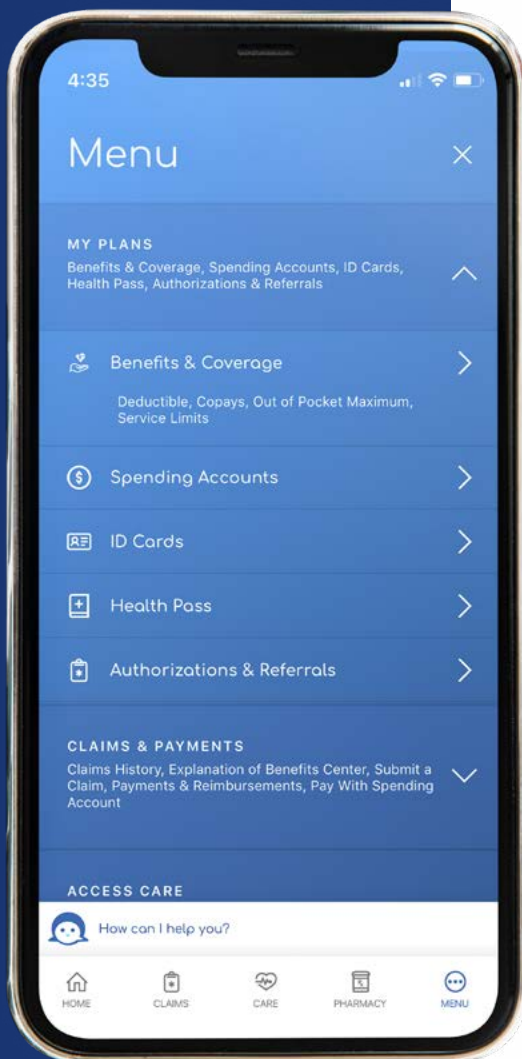 4:35
Menu
MY PLANS
Benefits & Coverage, Spending Accounts, ID Cards,
Health Pass, Authorizations & Referrals
Benefits & Coverage
Deductible, Copays, Out of Pocket Maximum,
Service Limits
Spending Accounts
ID Cards
Health Pass
Authorizations & Referrals
CLAIMS & PAYMENTS
Claims History, Explanation of Benefits Center, Submit a
Claim, Payments & Reimbursements, Pay With Spending
Account
ACCESS CARE
How can I help you?
HOME
CLAIMS
CARE
PHARMACY
MENU